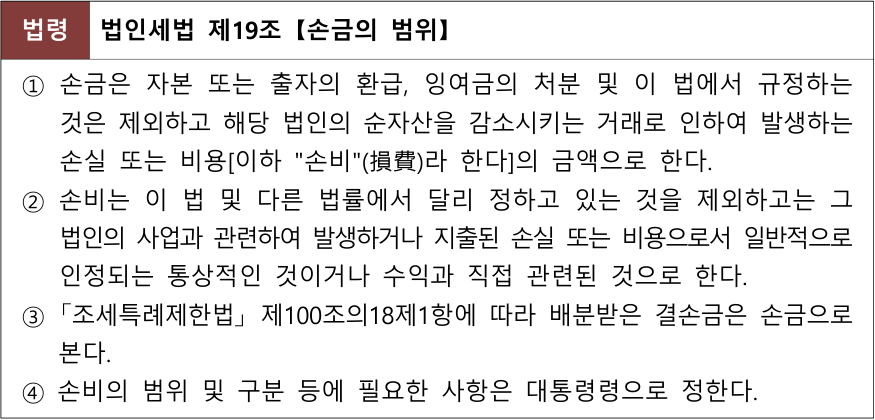 법령 법인세법 제19조【손금의 범위】
① 손금은 자본 또는 출자의 환급, 잉여금의 처분 및 이 법에서 규정하는
것은 제외하고 해당 법인의 순자산을 감소시키는 거래로 인하여 발생하는
손실 또는 비용[이하 "손비"(損費)라 한다]의 금액으로 한다.
② 손비는 이 법 및 다른 법률에서 달리 정하고 있는 것을 제외하고는 그
법인의 사업과 관련하여 발생하거나 지출된 손실 또는 비용으로서 일반적으로
인정되는 통상적인 것이거나 수익과 직접 관련된 것으로 한다.
③ 「조세특례제한법」 제100조의18제1항에 따라 배분받은 결손금은 손금으로
본다.
④ 손비의 범위 및 구분 등에 필요한 사항은 대통령령으로 정한다.